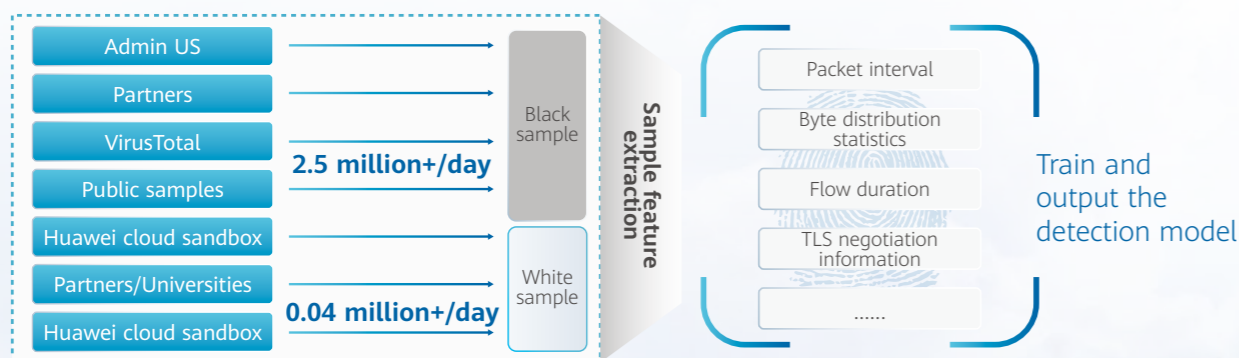 Admin US
Partners
VirusTotal
2.5 million+/day
Public samples
Huawei cloud sandbox
Partners/Universities
0.04 million+/day
Huawei cloud sandbox
Black
sample
White
sample
Sample feature
extraction
Packet interval
Byte distribution
statistics
Flow duration
TLS negotiation
information
......
Train and
output the
detection model